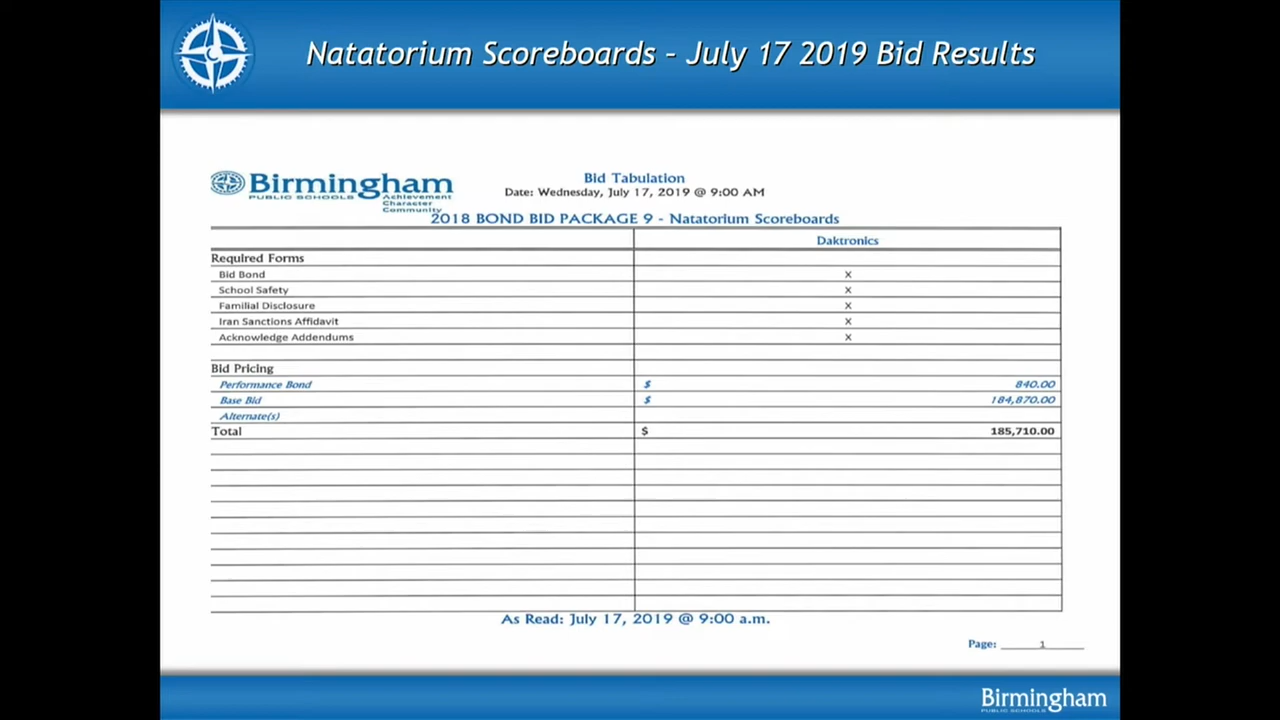 Natatorium Scoreboards – July 17 2019 Bid Results
Birmingham
PUBLIC SCHOOLS
Achievement
Character
Community
Bid Tabulation
Date: Wednesday, July 17, 2019 @ 9:00 AM
2018 BOND BID PACKAGE 9 - Natatorium Scoreboards
Daktronics
Required Forms
Bid Bond X
School Safety X
Familial Disclosure X
Iran Sanctions Affidavit X
Acknowledge Addendums X
Bid Pricing
Performance Bond $ 840.00
Base Bid $ 184,870.00
Alternate(s)
Total $ 185,710.00
As Read: July 17, 2019 @ 9:00 a.m.
Page: 1
Birmingham
PUBLIC SCHOOLS